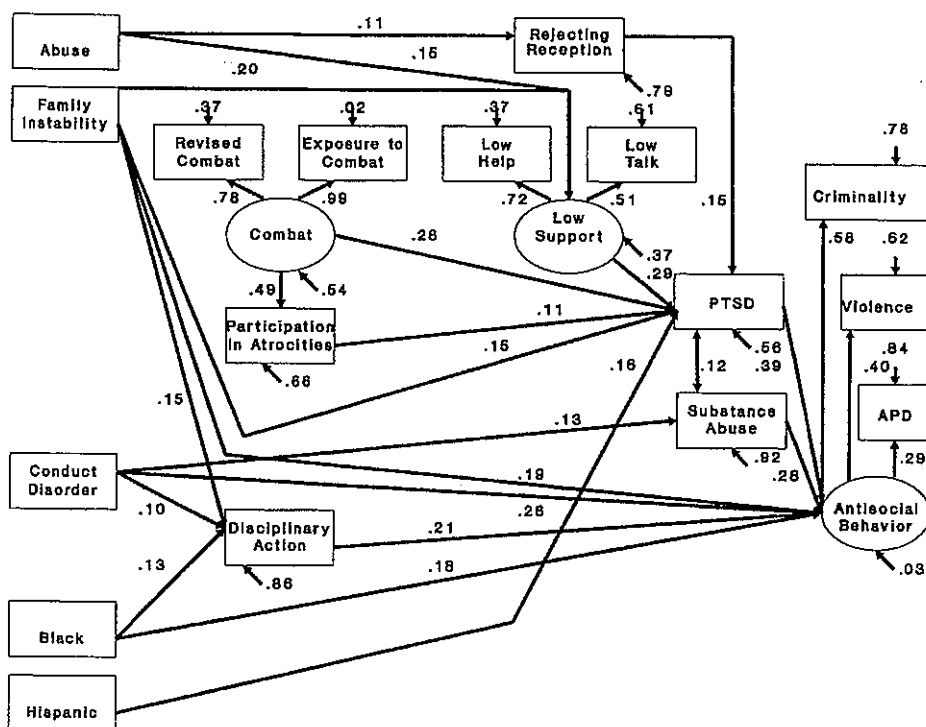 Abuse
.11
Rejecting
Reception
.15
.20
.79
Family
Instability
.37
.02
.37
.61
Revised
Combat
Exposure to
Combat
Low
Help
Low
Talk
.78
.78
.99
.72
.51
.15
Criminality
Combat
Low
Support
.28
.37
.29
.58
.62
.49
.54
PTSD
Violence
Participation
in Atrocities
.11
.56
.84
.66
.15
.16
.12
.39
.40
.15
Substance
Abuse
APD
.13
.92
.28
.29
Conduct
Disorder
.19
.10
.26
Antisocial
Behavior
Disciplinary
Action
.21
.13
.18
.86
.03
Black
Hispanic